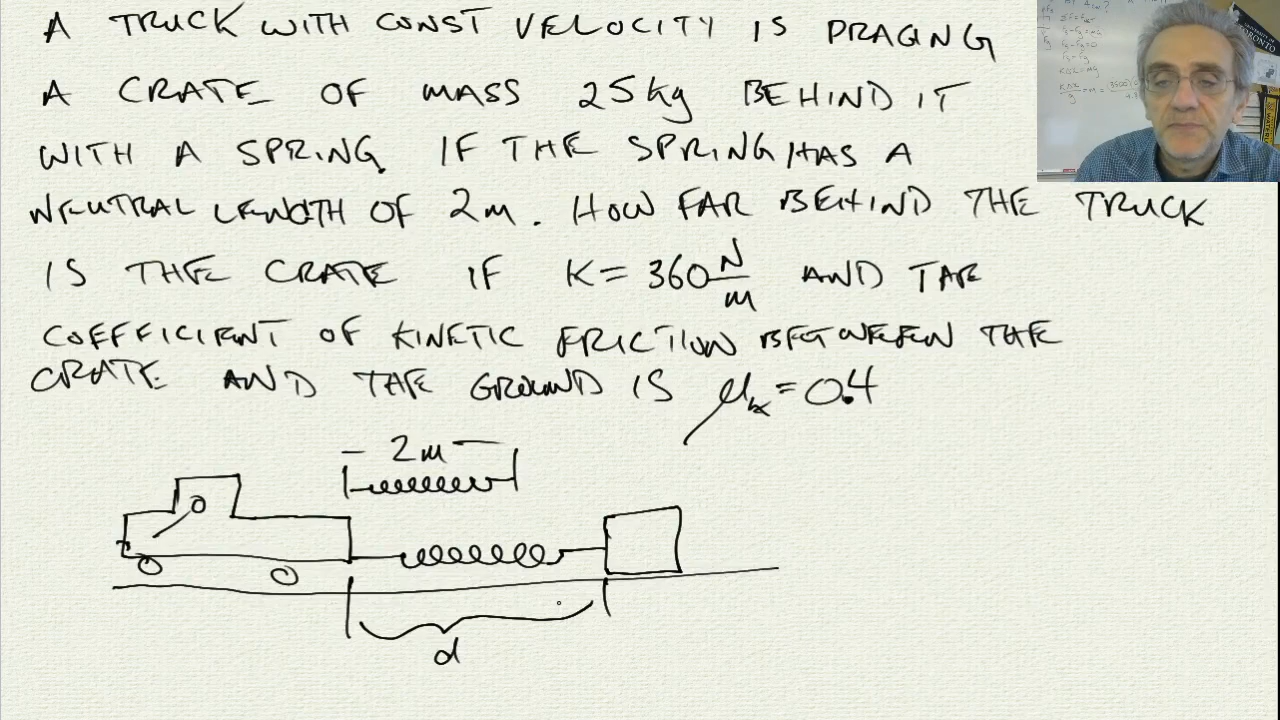 A TRUCK WITH CONST VELOCITY IS DRAGING
A CRATE OF MASS 25kg BEHIND IT
WITH A SPRING. IF THE SPRING HAS A
NEUTRAL LENGTH OF 2m. HOW FAR BEHIND THE TRUCK
IS THE CRATE IF K = 360 N/m AND THE
COEFFICIENT OF KINETIC FRICTION BETWEEN THE
CRATE AND THE GROUND IS μk = 0.4
2m
d
TORONTO